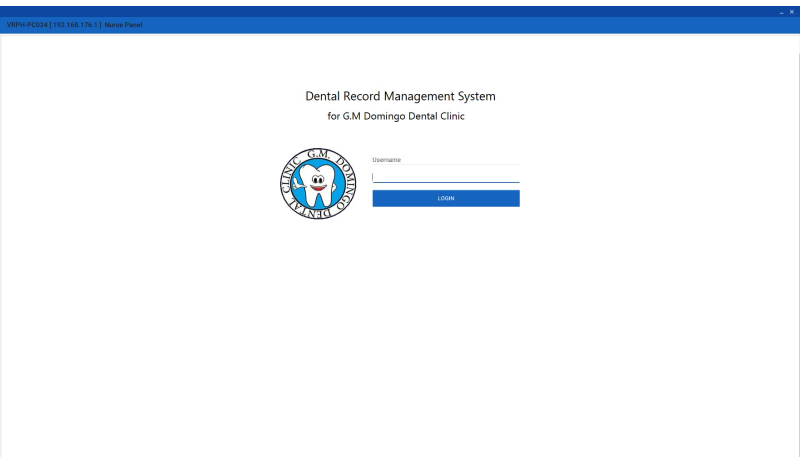 VRPH-PC024 | 192.168.176.1 | Nurse Panel
Dental Record Management System
for G.M Domingo Dental Clinic
G.M. DOMINGO DENTAL CLINIC
Username
LOGIN